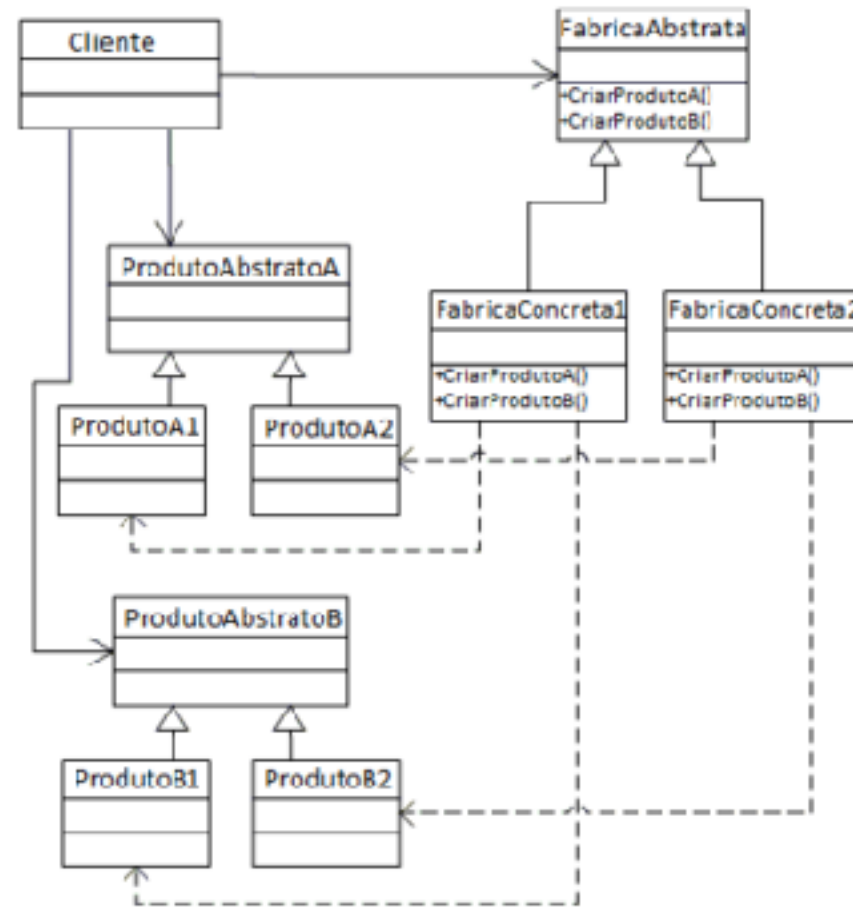 Cliente
FabricaAbstrata
+CriarProdutoA()
+CriarProdutoB()
ProdutoAbstratoA
FabricaConcreta1
+CriarProdutoA()
+CriarProdutoB()
FabricaConcreta2
+CriarProdutoA()
+CriarProdutoB()
ProdutoA1
ProdutoA2
ProdutoAbstratoB
ProdutoB1
ProdutoB2